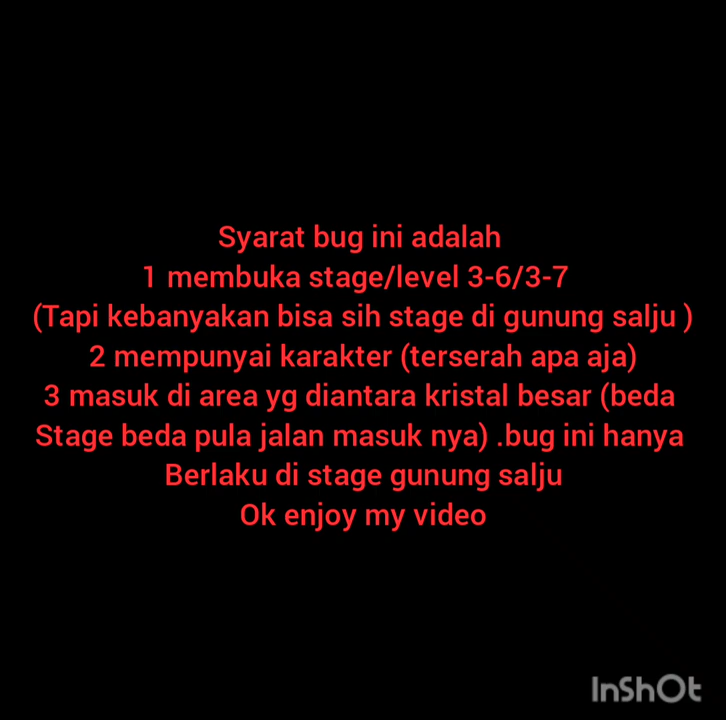 Syarat bug ini adalah
1 membuka stage/level 3-6/3-7
(Tapi kebanyakan bisa sih stage di gunung salju )
2 mempunyai karakter (terserah apa aja)
3 masuk di area yg diantara kristal besar (beda
Stage beda pula jalan masuk nya) .bug ini hanya
Berlaku di stage gunung salju
Ok enjoy my video
InShOt